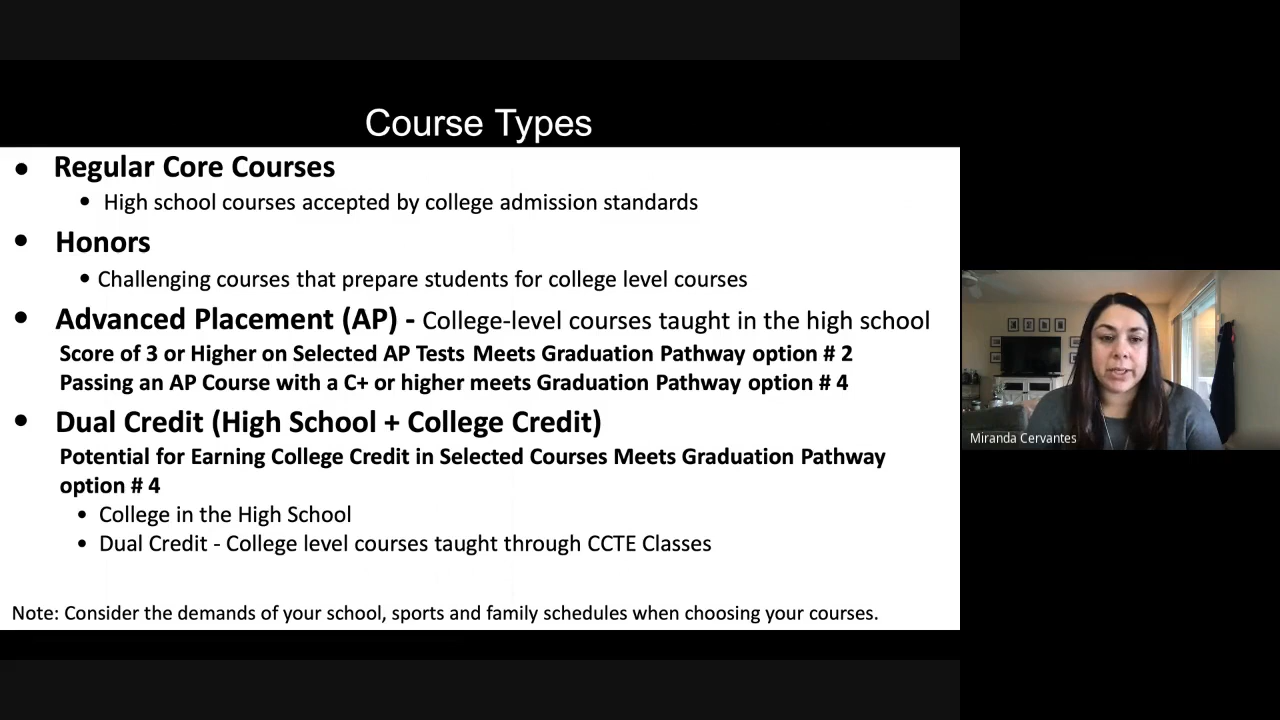 Course Types
• Regular Core Courses
• High school courses accepted by college admission standards
• Honors
• Challenging courses that prepare students for college level courses
• Advanced Placement (AP) - College-level courses taught in the high school
Score of 3 or Higher on Selected AP Tests Meets Graduation Pathway option # 2
Passing an AP Course with a C+ or higher meets Graduation Pathway option # 4
• Dual Credit (High School + College Credit)
Potential for Earning College Credit in Selected Courses Meets Graduation Pathway
option # 4
• College in the High School
• Dual Credit - College level courses taught through CCTE Classes
Note: Consider the demands of your school, sports and family schedules when choosing your courses.
Miranda Cervantes